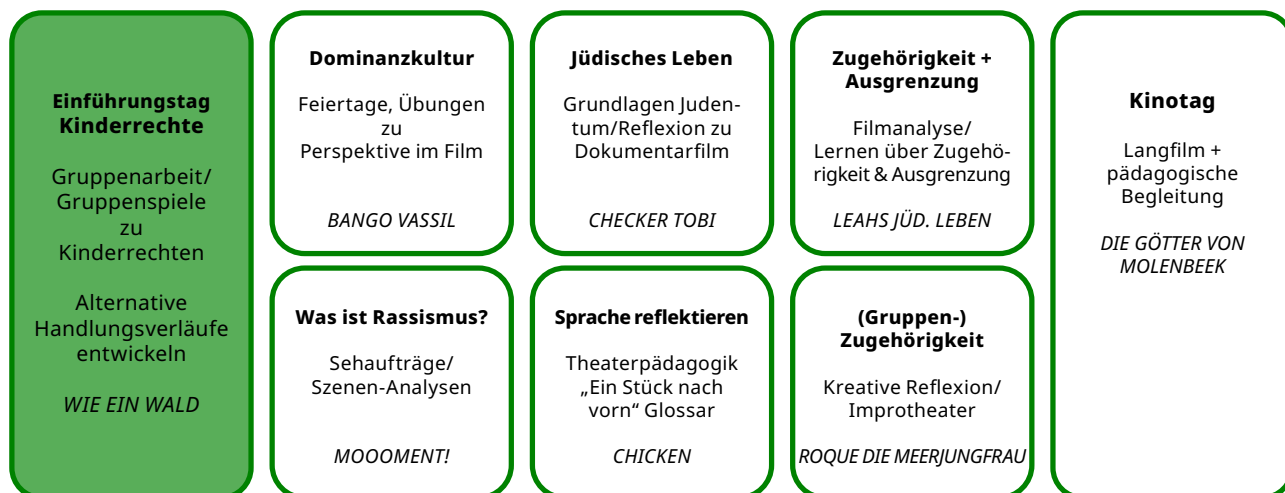 Einführungstag
Kinderrechte
Gruppenarbeit/
Gruppenspiele
zu
Kinderrechten
Alternative
Handlungsverläufe
entwickeln
WIE EIN WALD
Dominanzkultur
Feiertage, Übungen
zu
Perspektive im Film
BANGO VASSIL
Jüdisches Leben
Grundlagen Juden-
tum/Reflexion zu
Dokumentarfilm
CHECKER TOBI
Zugehörigkeit +
Ausgrenzung
Filmanalyse/
Lernen über Zugehö-
rigkeit & Ausgrenzung
LEAHS JÜD. LEBEN
Was ist Rassismus?
Sehaufträge/
Szenen-Analysen
MOOOMENT!
Sprache reflektieren
Theaterpädagogik
„Ein Stück nach
vorn“ Glossar
CHICKEN
(Gruppen-)
Zugehörigkeit
Kreative Reflexion/
Improtheater
ROQUE DIE MEERJUNGFRAU
Kinotag
Langfilm +
pädagogische
Begleitung
DIE GÖTTER VON
MOLENBEEK